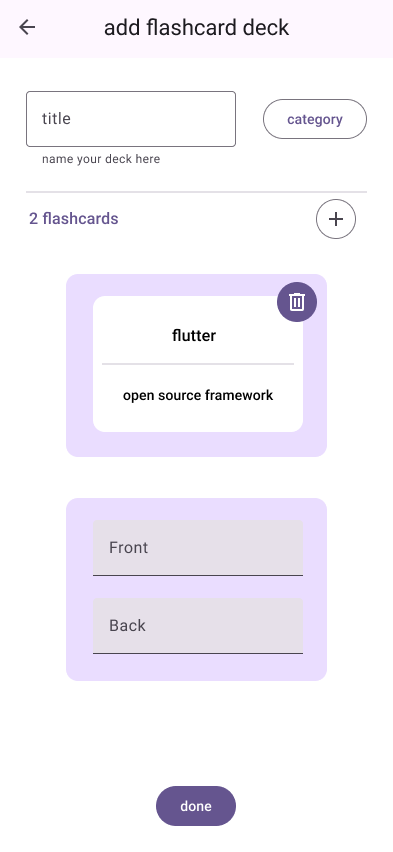 add flashcard deck
title
category
name your deck here
2 flashcards
flutter
open source framework
Front
Back
done